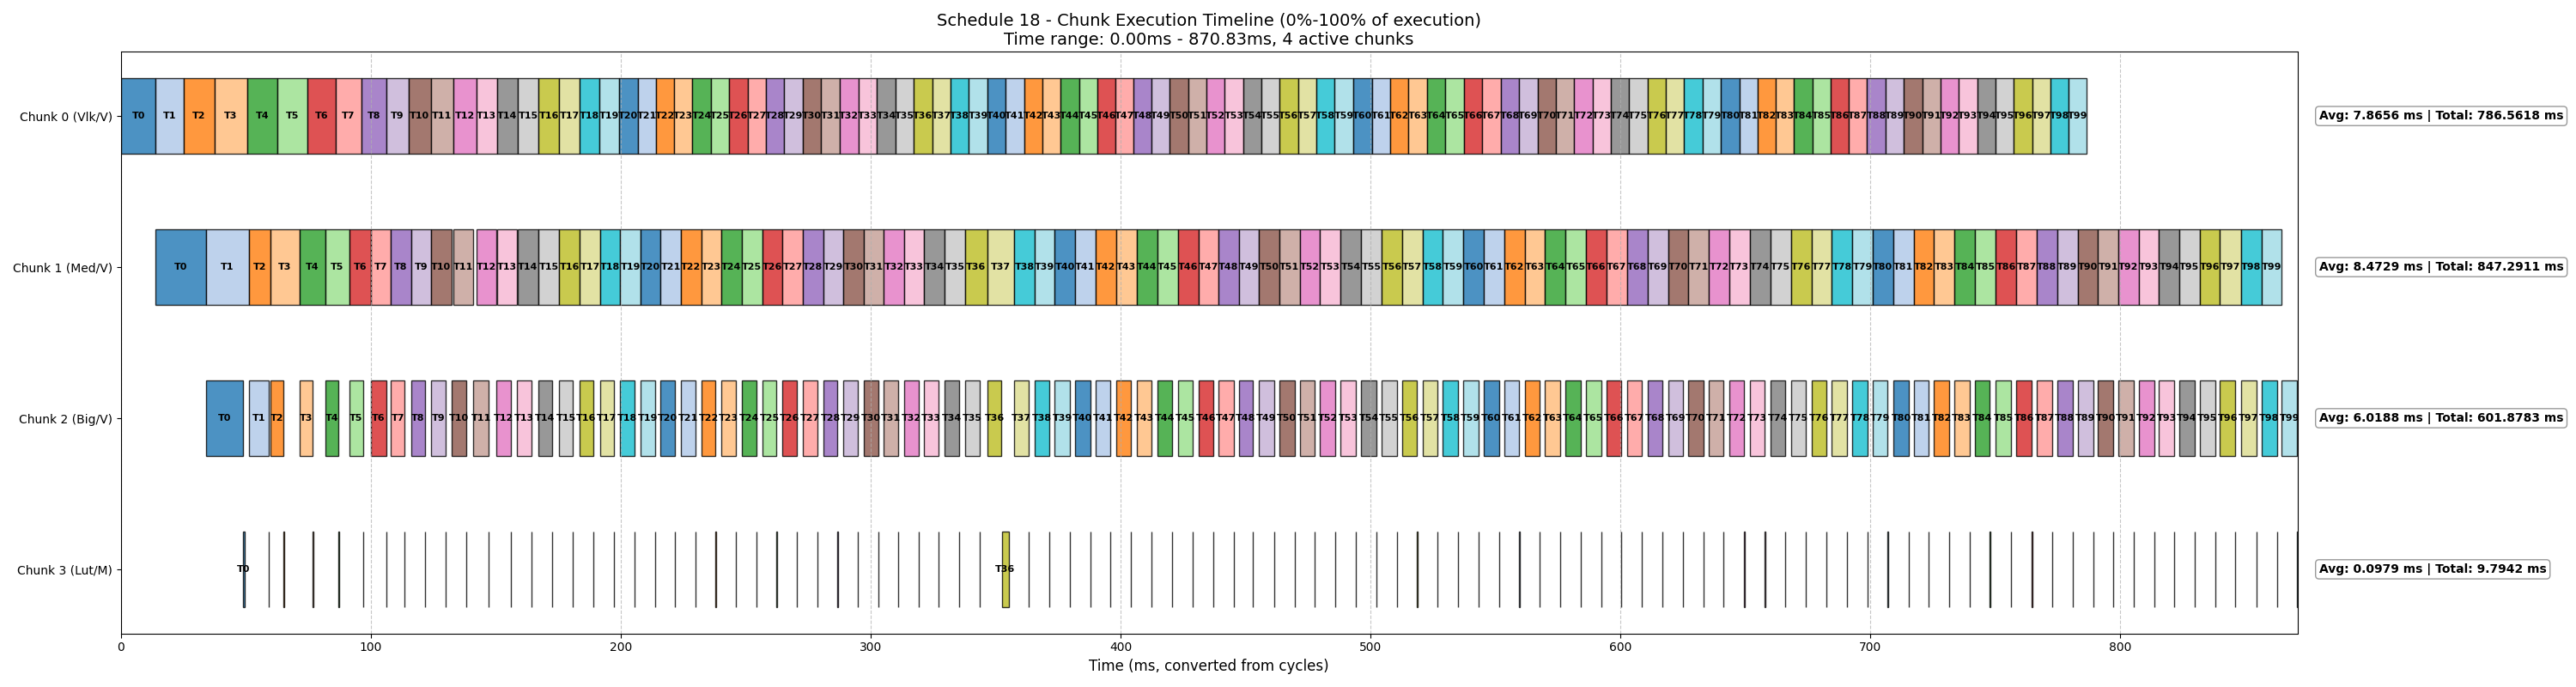 Schedule 18 - Chunk Execution Timeline (0%-100% of execution)
Time range: 0.00ms - 870.83ms, 4 active chunks
Chunk 0 (Vlk/V) T0 T1 T2 T3 T4 T5 T6 T7 T8 T9 T10 T11 T12 T13 T14 T15 T16 T17 T18 T19 T20 T21 T22 T23 T24 T25 T26 T27 T28 T29 T30 T31 T32 T33 T34 T35 T36 T37 T38 T39 T40 T41 T42 T43 T44 T45 T46 T47 T48 T49 T50 T51 T52 T53 T54 T55 T56 T57 T58 T59 T60 T61 T62 T63 T64 T65 T66 T67 T68 T69 T70 T71 T72 T73 T74 T75 T76 T77 T78 T79 T80 T81 T82 T83 T84 T85 T86 T87 T88 T89 T90 T91 T92 T93 T94 T95 T96 T97 T98 T99 Avg: 7.8656 ms | Total: 786.5618 ms
Chunk 1 (Med/V) T0 T1 T2 T3 T4 T5 T6 T7 T8 T9 T10 T11 T12 T13 T14 T15 T16 T17 T18 T19 T20 T21 T22 T23 T24 T25 T26 T27 T28 T29 T30 T31 T32 T33 T34 T35 T36 T37 T38 T39 T40 T41 T42 T43 T44 T45 T46 T47 T48 T49 T50 T51 T52 T53 T54 T55 T56 T57 T58 T59 T60 T61 T62 T63 T64 T65 T66 T67 T68 T69 T70 T71 T72 T73 T74 T75 T76 T77 T78 T79 T80 T81 T82 T83 T84 T85 T86 T87 T88 T89 T90 T91 T92 T93 T94 T95 T96 T97 T98 T99 Avg: 8.4729 ms | Total: 847.2911 ms
Chunk 2 (Big/V) T0 T1 T2 T3 T4 T5 T6 T7 T8 T9 T10 T11 T12 T13 T14 T15 T16 T17 T18 T19 T20 T21 T22 T23 T24 T25 T26 T27 T28 T29 T30 T31 T32 T33 T34 T35 T36 T37 T38 T39 T40 T41 T42 T43 T44 T45 T46 T47 T48 T49 T50 T51 T52 T53 T54 T55 T56 T57 T58 T59 T60 T61 T62 T63 T64 T65 T66 T67 T68 T69 T70 T71 T72 T73 T74 T75 T76 T77 T78 T79 T80 T81 T82 T83 T84 T85 T86 T87 T88 T89 T90 T91 T92 T93 T94 T95 T96 T97 T98 T99 Avg: 6.0188 ms | Total: 601.8783 ms
Chunk 3 (Lut/M) T0 T36 Avg: 0.0979 ms | Total: 9.7942 ms
0 100 200 300 400 500 600 700 800
Time (ms, converted from cycles)